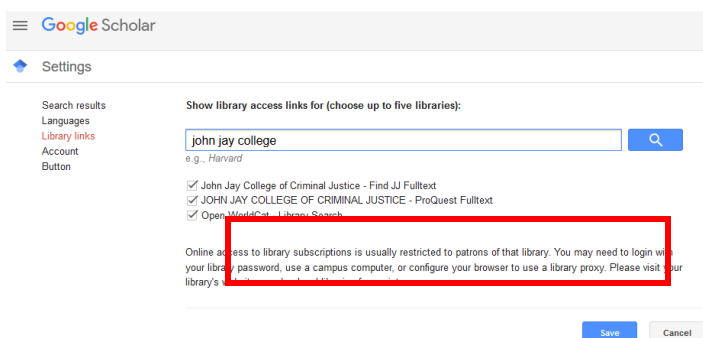 Google Scholar
Settings
Search results
Languages
Library links
Account
Button
Show library access links for (choose up to five libraries):
john jay college
e.g., Harvard
John Jay College of Criminal Justice - Find JJ Fulltext
JOHN JAY COLLEGE OF CRIMINAL JUSTICE - ProQuest Fulltext
Open WorldCat - Library Search
Online access to library subscriptions is usually restricted to patrons of that library. You may need to login with
your library password, use a campus computer, or configure your browser to use a library proxy. Please visit your
library's
Save
Cancel